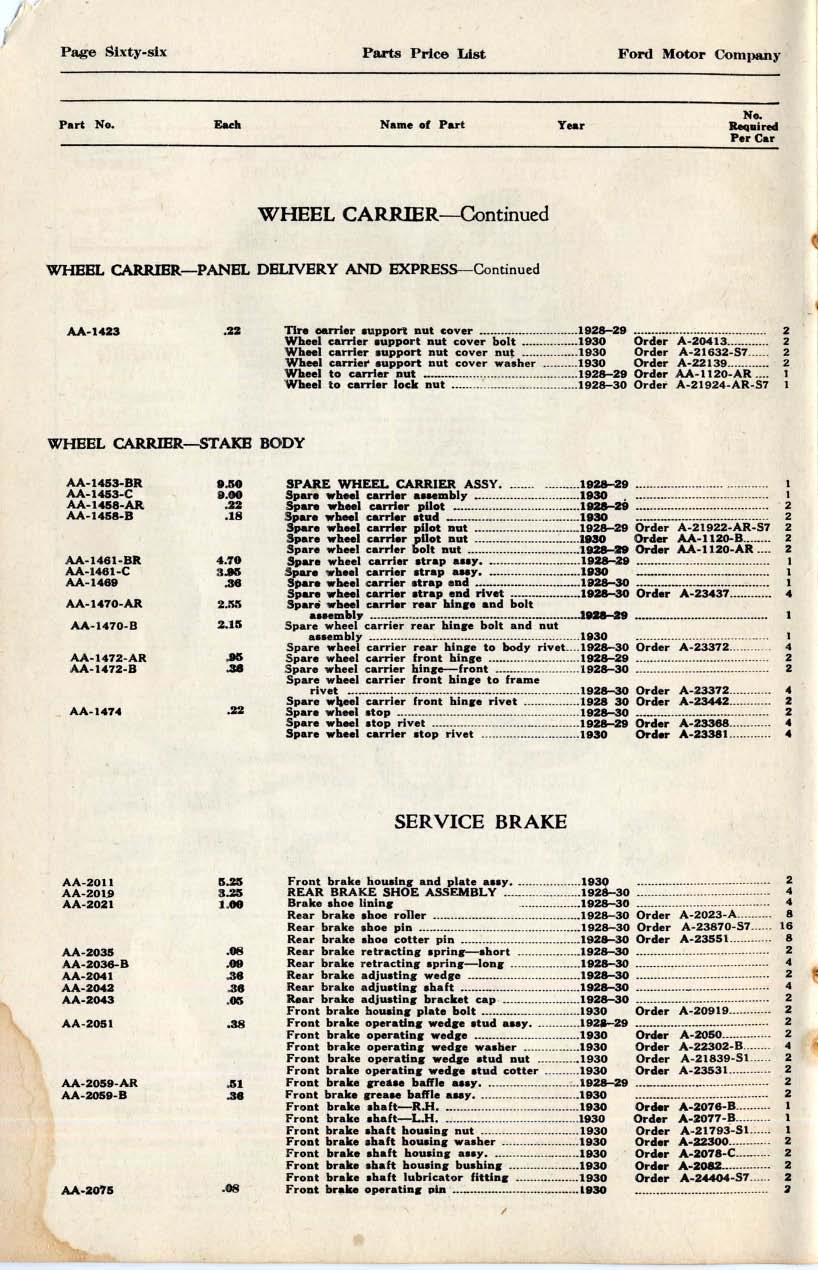 Page Sixty-six Parts Price List Ford Motor Company
No.
Part No. Each Name of Part Year Required
Per Car
WHEEL CARRIER—Continued
WHEEL CARRIER—PANEL DELIVERY AND EXPRESS—Continued
AA-1423 .22 Tire carrier support nut cover 1928-29 2
Wheel carrier support nut cover bolt 1930 Order A-20413 2
Wheel carrier support nut cover nut 1930 Order A-21632-S7 2
Wheel carrier support nut cover washer 1930 Order A-22139 2
Wheel to carrier nut 1928-29 Order AA-1120-AR 1
Wheel to carrier lock nut 1928-30 Order A-21924-AR-S7 1
WHEEL CARRIER—STAKE BODY
AA-1453-BR 9.50 SPARE WHEEL CARRIER ASSY. 1928-29 1
AA-1453-C 9.00 Spare wheel carrier assembly 1930 1
AA-1458-AR .22 Spare wheel carrier pilot 1928-29 2
AA-1458-B .18 Spare wheel carrier stud 1930 2
Spare wheel carrier pilot nut 1928-29 Order A-21922-AR-S7 2
Spare wheel carrier pilot nut 1930 Order AA-1120-B 2
Spare wheel carrier bolt nut 1928-29 Order AA-1120-AR 2
AA-1461-BR 4.70 Spare wheel carrier strap assy. 1928-29 1
AA-1461-C 3.95 Spare wheel carrier strap assy. 1930 1
AA-1469 .36 Spare wheel carrier strap end 1928-30 1
Spare wheel carrier strap end rivet 1928-30 Order A-23437 4
AA-1470-AR 2.55 Spare wheel carrier rear hinge and bolt
assembly 1928-29 1
AA-1470-B 2.15 Spare wheel carrier rear hinge bolt and nut
assembly 1930 1
Spare wheel carrier rear hinge to body rivet 1928-30 Order A-23372 4
AA-1472-AR .95 Spare wheel carrier front hinge 1928-29 2
AA-1472-B .36 Spare wheel carrier hinge—front 1928-30 2
Spare wheel carrier front hinge to frame
rivet 1928-30 Order A-23372 4
Spare wheel carrier front hinge rivet 1928 30 Order A-23442 2
AA-1474 .22 Spare wheel stop 1928-30 2
Spare wheel stop rivet 1928-29 Order A-23368 4
Spare wheel carrier stop rivet 1930 Order A-23381 4
SERVICE BRAKE
AA-2011 5.25 Front brake housing and plate assy. 1930 2
AA-2019 3.25 REAR BRAKE SHOE ASSEMBLY 1928-30 4
AA-2021 1.00 Brake shoe lining 1928-30 4
Rear brake shoe roller 1928-30 Order A-2023-A 8
Rear brake shoe pin 1928-30 Order A-23870-S7 16
Rear brake shoe cotter pin 1928-30 Order A-23551 8
AA-2035 .08 Rear brake retracting spring—short 1928-30 2
AA-2036-B .09 Rear brake retracting spring—long 1928-30 4
AA-2041 .36 Rear brake adjusting wedge 1928-30 2
AA-2042 .36 Rear brake adjusting shaft 1928-30 4
AA-2043 .05 Rear brake adjusting bracket cap 1928-30 2
Front brake housing plate bolt 1930 Order A-20919 2
AA-2051 .38 Front brake operating wedge stud assy. 1928-29 2
Front brake operating wedge 1930 Order A-2050 2
Front brake operating wedge washer 1930 Order A-22302-B 4
Front brake operating wedge stud nut 1930 Order A-21839-S1 2
Front brake operating wedge stud cotter 1930 Order A-23531 2
AA-2059-AR .51 Front brake grease baffle assy. 1928-29 2
AA-2059-B .36 Front brake grease baffle assy. 1930 2
Front brake shaft—R.H. 1930 Order A-2076-B 1
Front brake shaft—L.H. 1930 Order A-2077-B 1
Front brake shaft housing nut 1930 Order A-21793-S1 1
Front brake shaft housing washer 1930 Order A-22300 2
Front brake shaft housing assy. 1930 Order A-2078-C 2
Front brake shaft housing bushing 1930 Order A-2082 2
Front brake shaft lubricator fitting 1930 Order A-24404-S7 2
AA-2075 .08 Front brake operating pin 1930 2